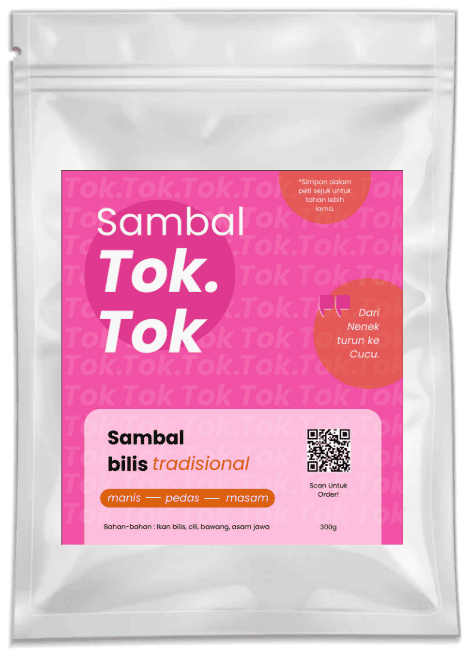 *Simpan dalam
peti sejuk untuk
tahan lebih
lama.
Sambal
Tok.
Tok
Dari
Nenek
turun ke
Cucu.
Sambal
bilis tradisional
manis — pedas — masam
Scan Untuk
Order!
Bahan-bahan : Ikan bilis, cili, bawang, asam jawa
300g